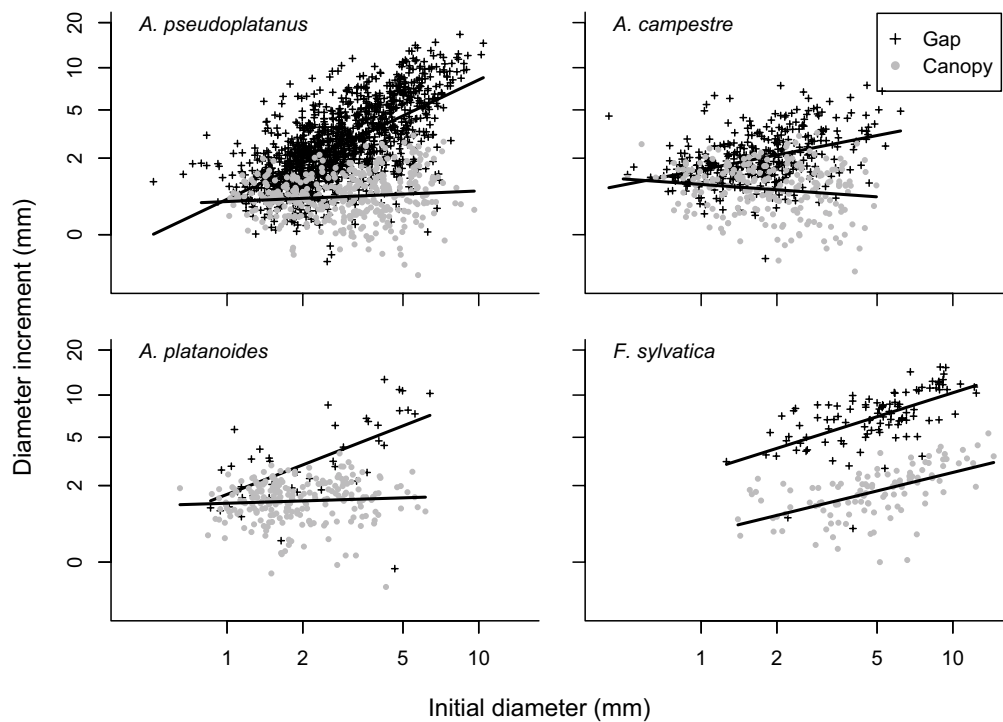 A. pseudoplatanus
A. campestre
Gap
Canopy
20
10
5
2
0
A. platanoides
F. sylvatica
20
10
5
2
0
1 2 5 10
1 2 5 10
Diameter increment (mm)
Initial diameter (mm)